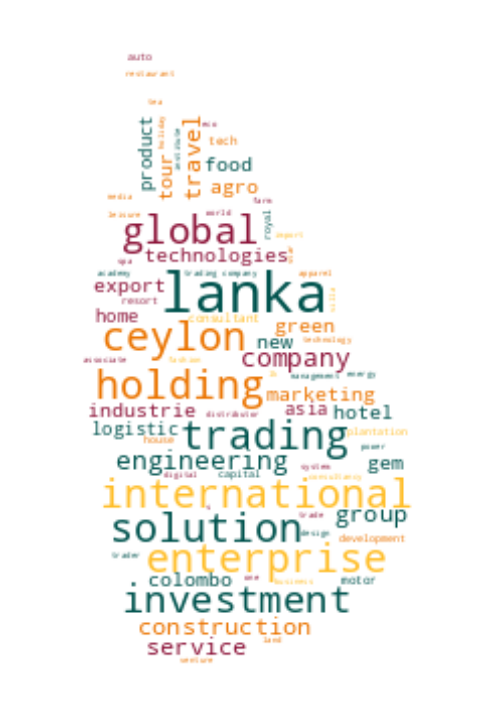 auto
restaurant
tea
product
holiday
institute
travel
eco
tour
tech
food
agro
media
farm
leisure
world
royal
global
import
technologies
star
spa
academy
trading company
apparel
export
lanka
villa
resort
home
consultant
ceylon
green
new
technology
associate
fashion
company
holding
management
energy
marketing
industrie
distributor
asia
hotel
logistic
trading
plantation
house
power
engineering
system
gem
digital
capital
consultancy
international
solution
trade
group
design
development
trader
enterprise
colombo
one
business
motor
investment
construction
land
service
venture